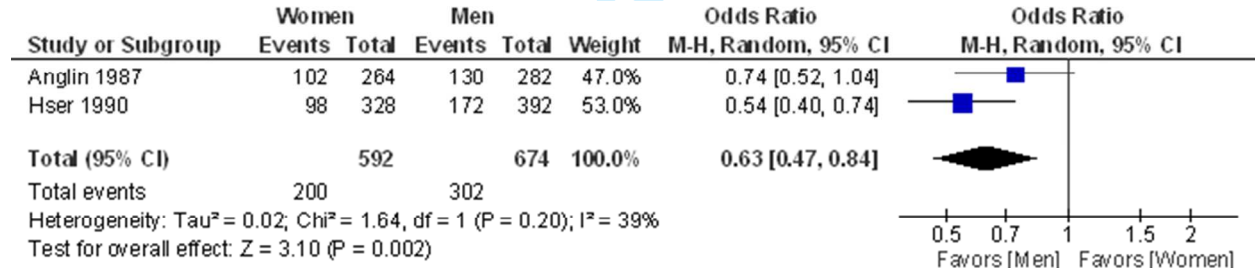 Women Men Odds Ratio Odds Ratio
Study or Subgroup Events Total Events Total Weight M-H, Random, 95% CI M-H, Random, 95% CI
Anglin 1987 102 264 130 282 47.0% 0.74 [0.52, 1.04]
Hser 1990 98 328 172 392 53.0% 0.54 [0.40, 0.74]
Total (95% CI) 592 674 100.0% 0.63 [0.47, 0.84]
Total events 200 302
Heterogeneity: Tau² = 0.02; Chi² = 1.64, df = 1 (P = 0.20); I² = 39%
Test for overall effect: Z = 3.10 (P = 0.002)
0.5 0.7 1 1.5 2
Favors [Men] Favors [Women]